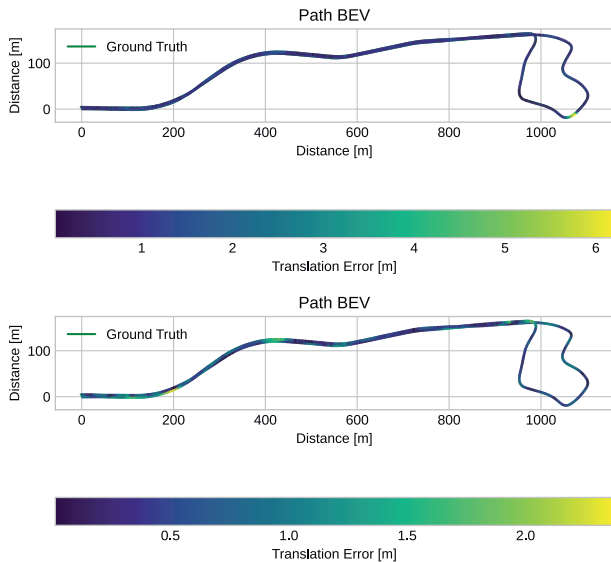 Path BEV
Distance [m]
100
0
Ground Truth
0 200 400 600 800 1000
Distance [m]
1 2 3 4 5 6
Translation Error [m]
Path BEV
Distance [m]
100
0
Ground Truth
0 200 400 600 800 1000
Distance [m]
0.5 1.0 1.5 2.0
Translation Error [m]